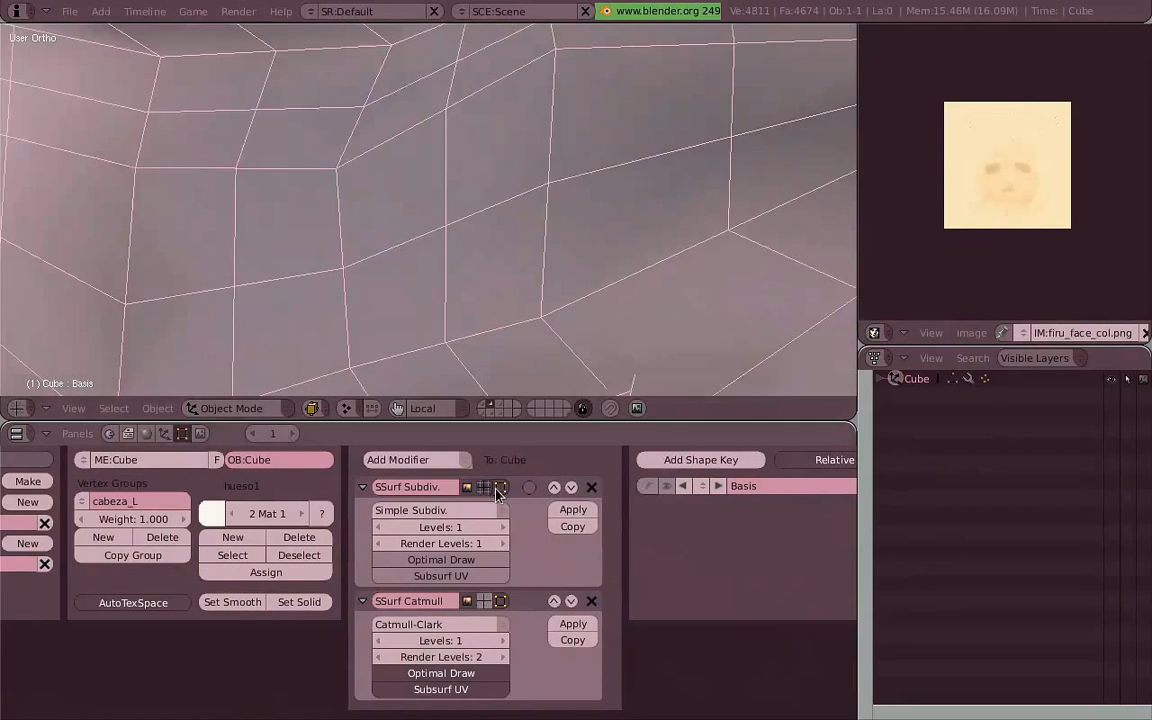 File Add Timeline Game Render Help SR:Default SCE:Scene www.blender.org 249 Ve:4811 | Fa:4674 | Ob:1-1 | La:0 | Mem:15.46M (16.09M) | Time: | Cube
User Ortho
(1) Cube : Basis
View Select Object Object Mode Local
View Image IM:firu_face_col.png
View Search Visible Layers
Cube
Panels 1
ME:Cube F OB:Cube
Vertex Groups
cabeza_L
Weight: 1.000
New Delete
Copy Group
AutoTexSpace
Make
New
New
hueso1
2 Mat 1 ?
New Delete
Select Deselect
Assign
Set Smooth Set Solid
Add Modifier To: Cube
SSurf Subdiv.
Simple Subdiv.
Levels: 1
Render Levels: 1
Optimal Draw
Subsurf UV
Apply
Copy
SSurf Catmull
Catmull-Clark
Levels: 1
Render Levels: 2
Optimal Draw
Subsurf UV
Apply
Copy
Add Shape Key Relative
Basis